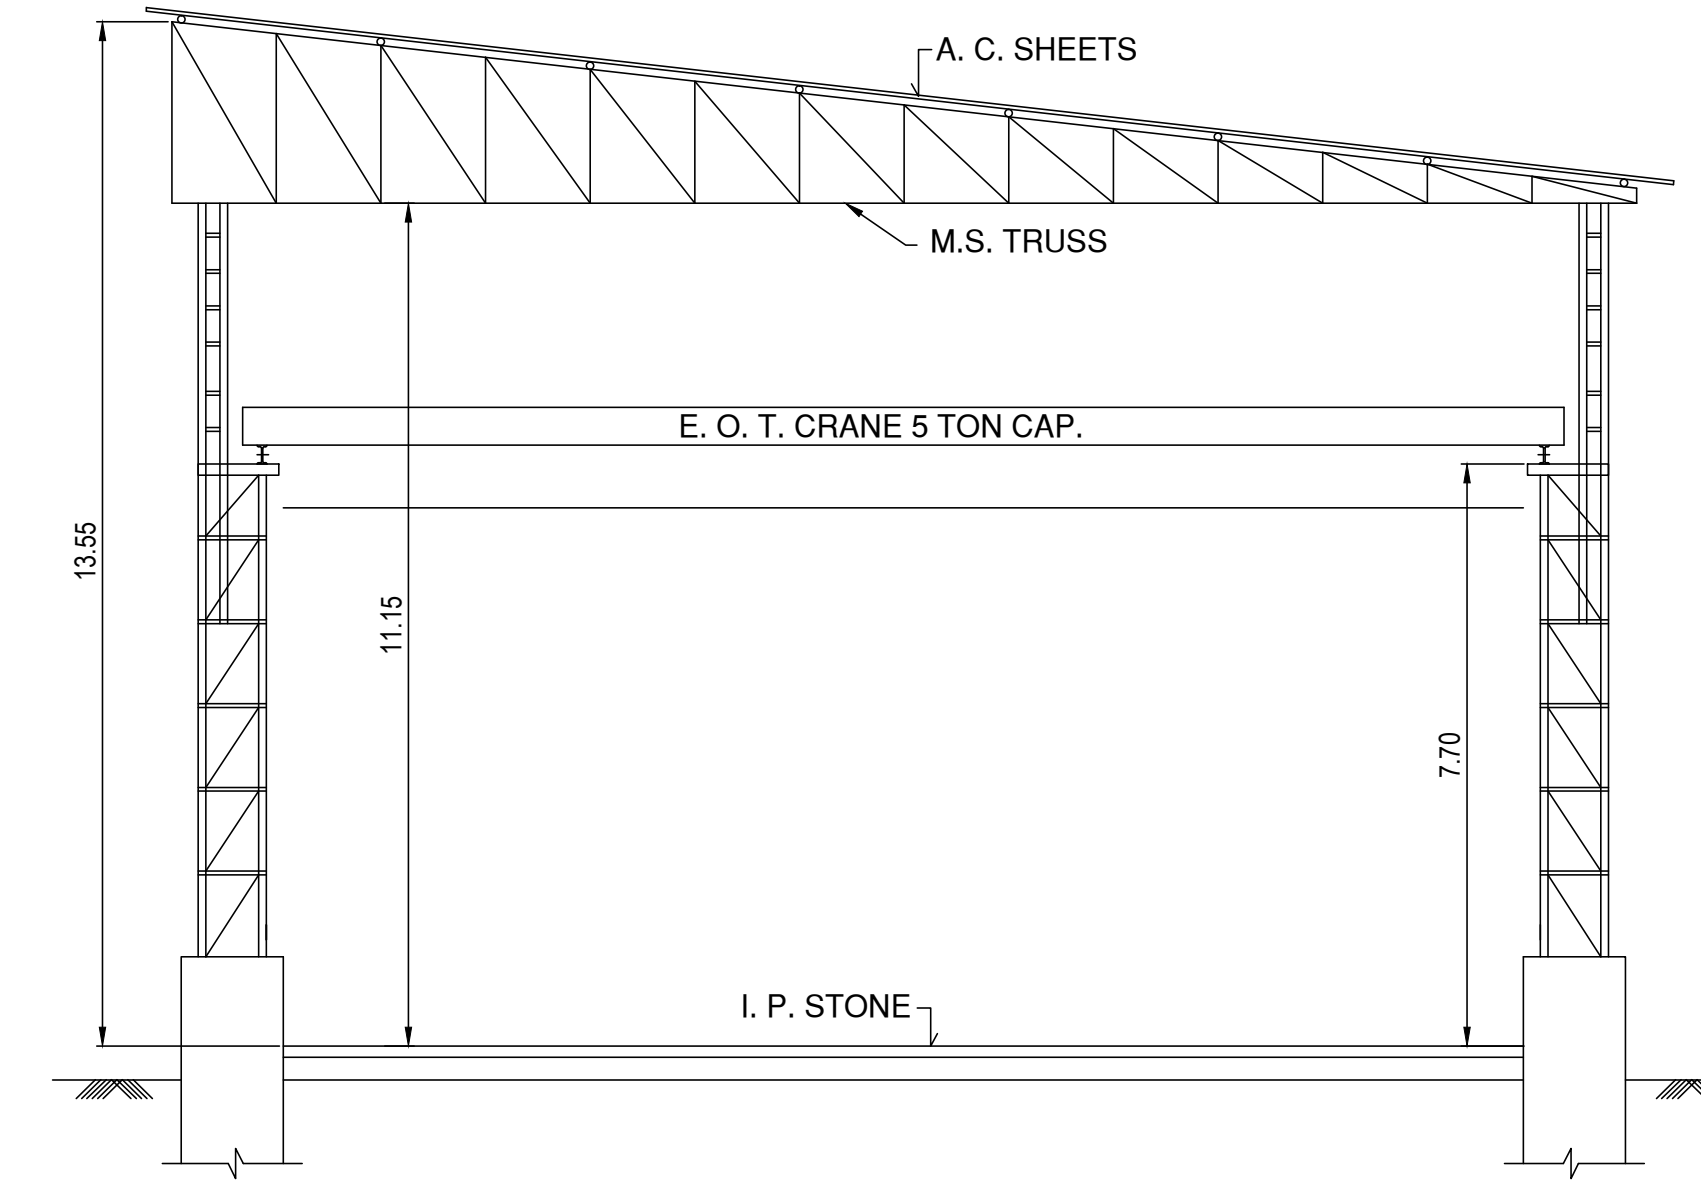 A. C. SHEETS
M.S. TRUSS
E. O. T. CRANE 5 TON CAP.
13.55
11.15
7.70
I. P. STONE